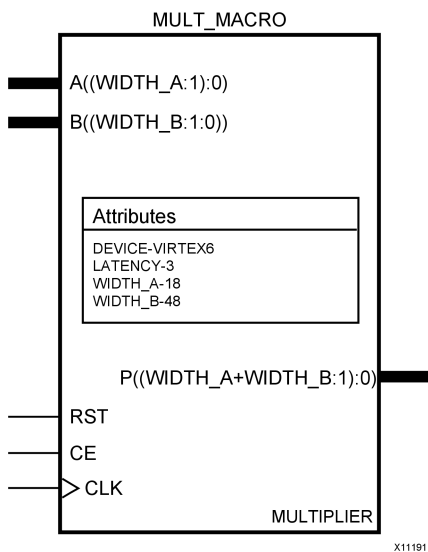 MULT_MACRO
A((WIDTH_A:1):0)
B((WIDTH_B:1:0))
Attributes
DEVICE-VIRTEX6
LATENCY-3
WIDTH_A-18
WIDTH_B-48
P((WIDTH_A+WIDTH_B:1):0)
RST
CE
CLK
MULTIPLIER
X11191